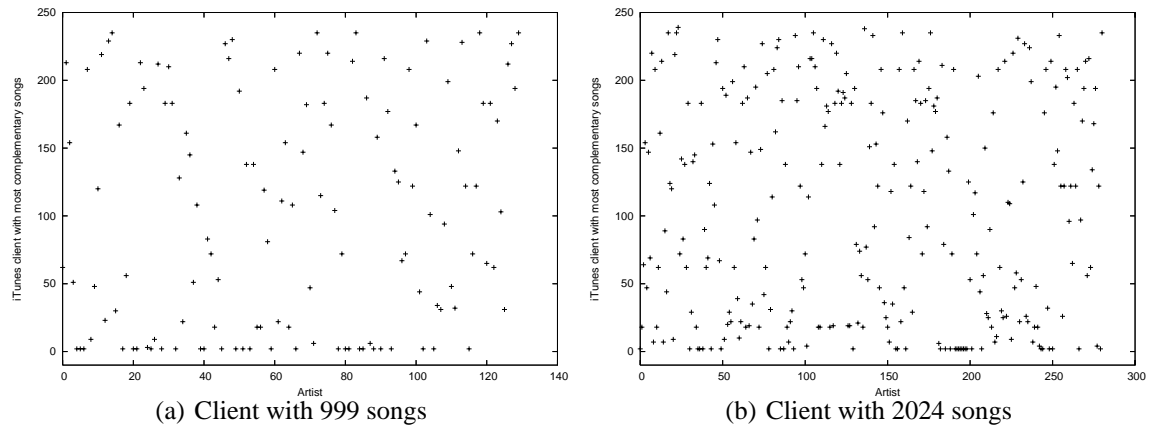 iTunes client with most complementary songs
250
200
150
100
50
0
0 20 40 60 80 100 120 140
Artist
(a) Client with 999 songs
iTunes client with most complementary songs
250
200
150
100
50
0
0 50 100 150 200 250 300
Artist
(b) Client with 2024 songs